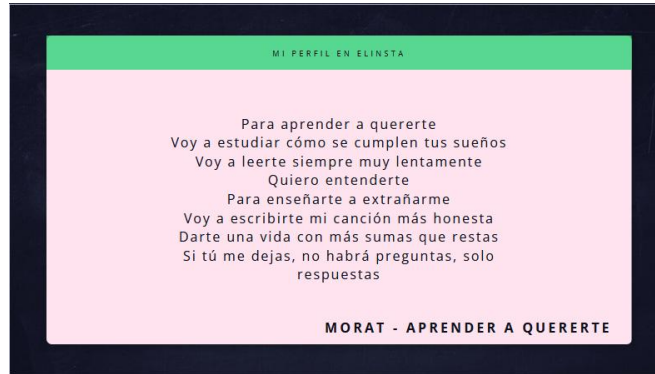 MI PERFIL EN ELINSTA
Para aprender a quererte
Voy a estudiar cómo se cumplen tus sueños
Voy a leerte siempre muy lentamente
Quiero entenderte
Para enseñarte a extrañarme
Voy a escribirte mi canción más honesta
Darte una vida con más sumas que restas
Si tú me dejas, no habrá preguntas, solo
respuestas
MORAT - APRENDER A QUERERTE